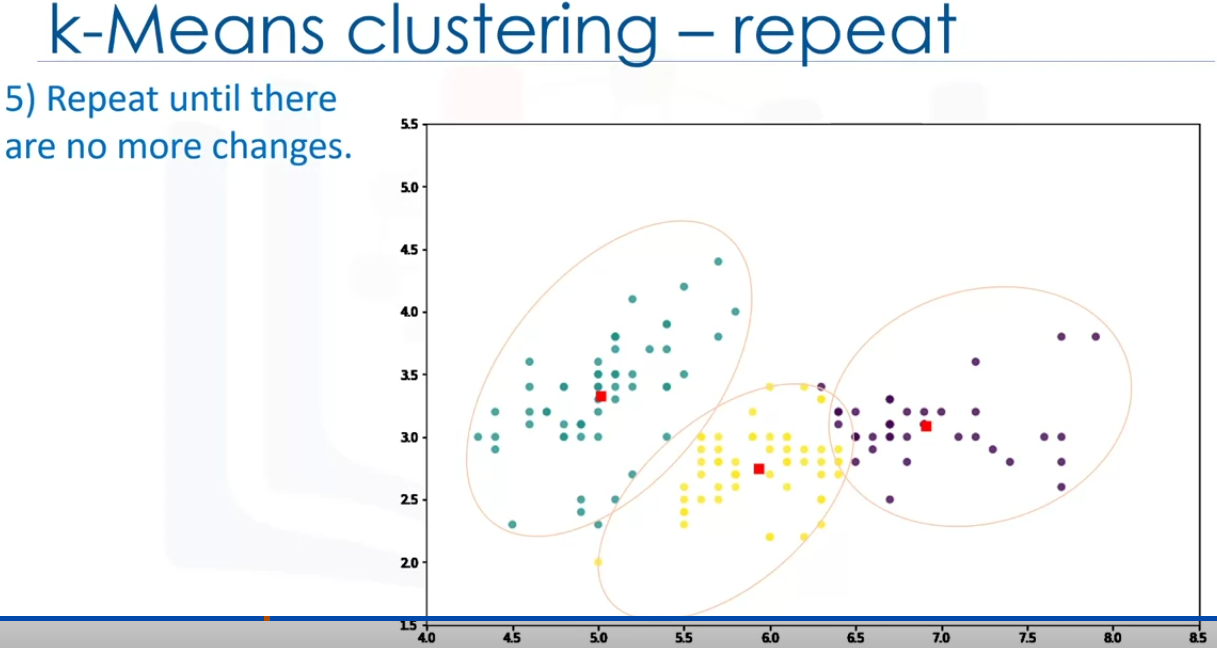 k-Means clustering – repeat
5) Repeat until there
are no more changes.
5.5
5.0
4.5
4.0
3.5
3.0
2.5
2.0
1.5
4.0 4.5 5.0 5.5 6.0 6.5 7.0 7.5 8.0 8.5